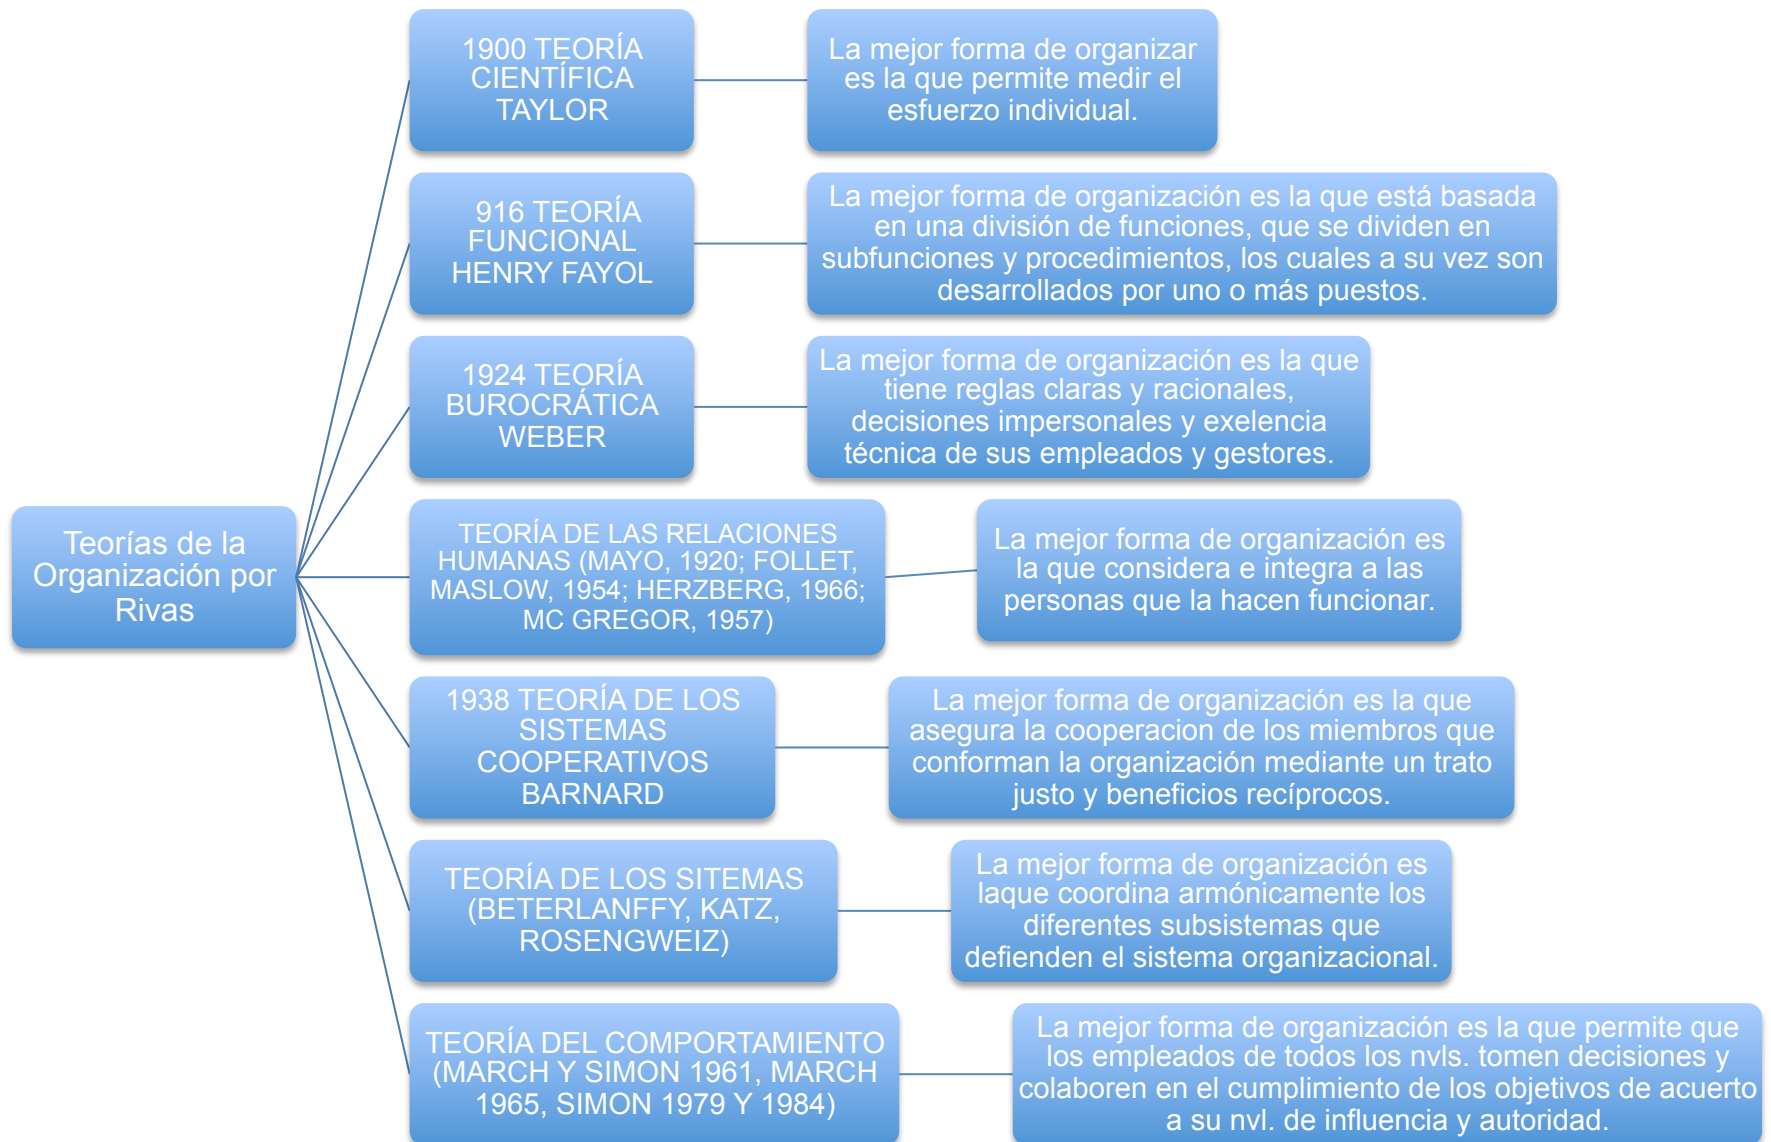 Teorías de la
Organización por
Rivas
1900 TEORÍA
CIENTÍFICA
TAYLOR
La mejor forma de organizar
es la que permite medir el
esfuerzo individual.
916 TEORÍA
FUNCIONAL
HENRY FAYOL
La mejor forma de organización es la que está basada
en una división de funciones, que se dividen en
subfunciones y procedimientos, los cuales a su vez son
desarrollados por uno o más puestos.
1924 TEORÍA
BUROCRÁTICA
WEBER
La mejor forma de organización es la que
tiene reglas claras y racionales,
decisiones impersonales y exelencia
técnica de sus empleados y gestores.
TEORÍA DE LAS RELACIONES
HUMANAS (MAYO, 1920; FOLLET,
MASLOW, 1954; HERZBERG, 1966;
MC GREGOR, 1957)
La mejor forma de organización es
la que considera e integra a las
personas que la hacen funcionar.
1938 TEORÍA DE LOS
SISTEMAS
COOPERATIVOS
BARNARD
La mejor forma de organización es la que
asegura la cooperacion de los miembros que
conforman la organización mediante un trato
justo y beneficios recíprocos.
TEORÍA DE LOS SITEMAS
(BETERLANFFY, KATZ,
ROSENGWEIZ)
La mejor forma de organización es
laque coordina armónicamente los
diferentes subsistemas que
defienden el sistema organizacional.
TEORÍA DEL COMPORTAMIENTO
(MARCH Y SIMON 1961, MARCH
1965, SIMON 1979 Y 1984)
La mejor forma de organización es la que permite que
los empleados de todos los nvls. tomen decisiones y
colaboren en el cumplimiento de los objetivos de acuerto
a su nvl. de influencia y autoridad.